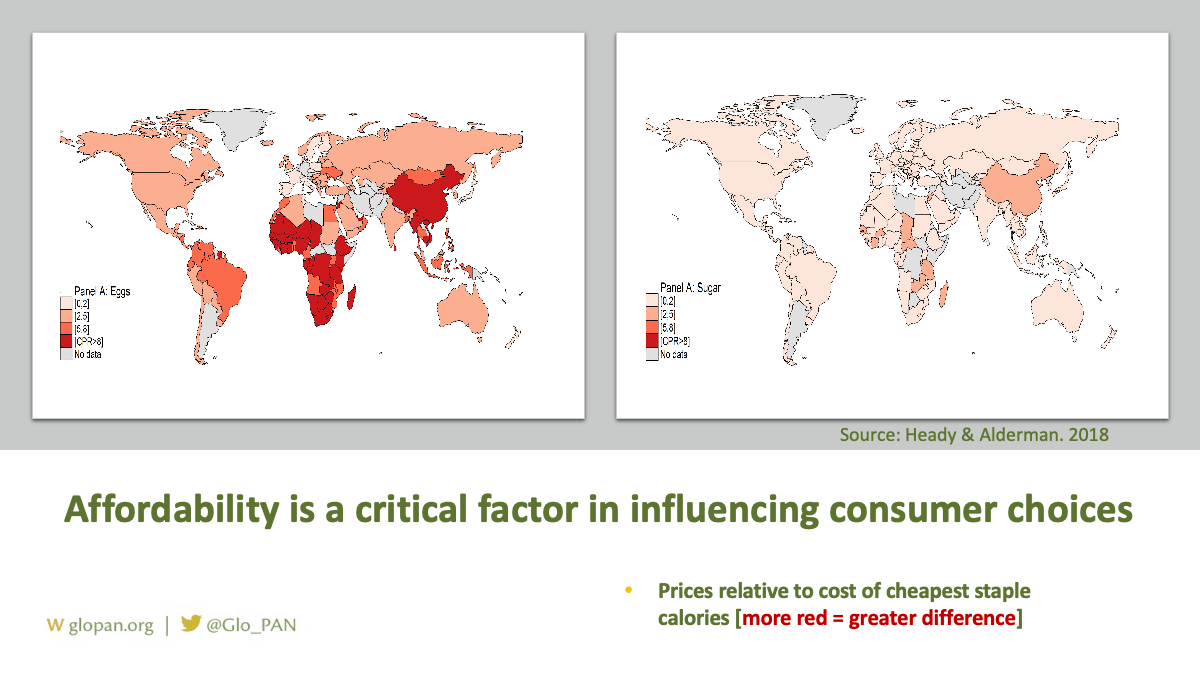 Panel A: Eggs
[0.2]
[2.5]
[5.8]
[CPR>8]
No data
Panel A: Sugar
[0.2]
[2.5]
[5.8]
[CPR>8]
No data
Source: Heady & Alderman. 2018
Affordability is a critical factor in influencing consumer choices
• Prices relative to cost of cheapest staple
calories [more red = greater difference]
W glopan.org | @Glo_PAN